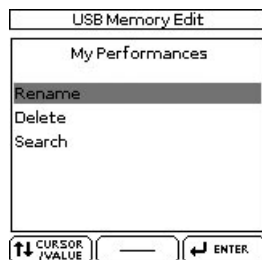 USB Memory Edit
My Performances
Rename
Delete
Search
CURSOR
/VALUE
ENTER